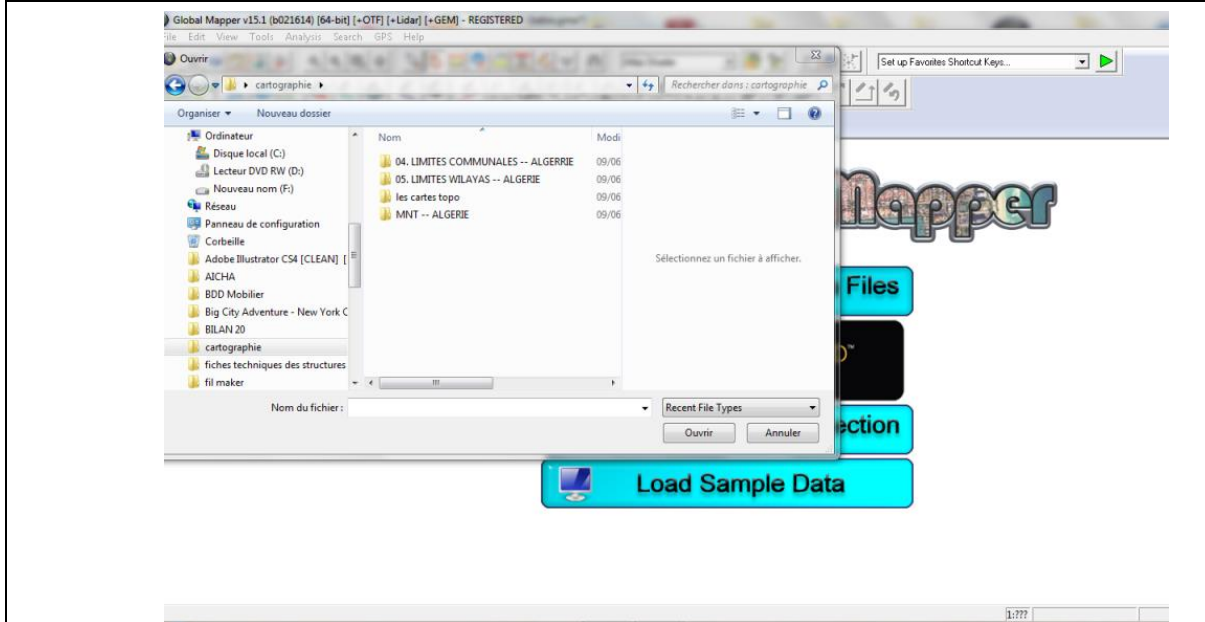 Global Mapper v15.1 (b021614) [64-bit] [+OTF] [+Lidar] [+GEM] - REGISTERED
File Edit View Tools Analysis Search GPS Help
Ouvrir
Set up Favorites Shortcut Keys...
cartographie
Rechercher dans : cartographie
Organiser Nouveau dossier
Ordinateur
Disque local (C:)
Lecteur DVD RW (D:)
Nouveau nom (F:)
Réseau
Panneau de configuration
Corbeille
Adobe Illustrator CS4 [CLEAN] [
AICHA
BDD Mobilier
Big City Adventure - New York C
BILAN 20
cartographie
fiches techniques des structures
fil maker
Nom Modi
04. LIMITES COMMUNALES -- ALGERRIE 09/06
05. LIMITES WILAYAS -- ALGERIE 09/06
les cartes topo 09/06
MNT -- ALGERIE 09/06
Sélectionnez un fichier à afficher.
Nom du fichier :
Recent File Types
Ouvrir Annuler
Mapper
Files
ection
Load Sample Data
1:???